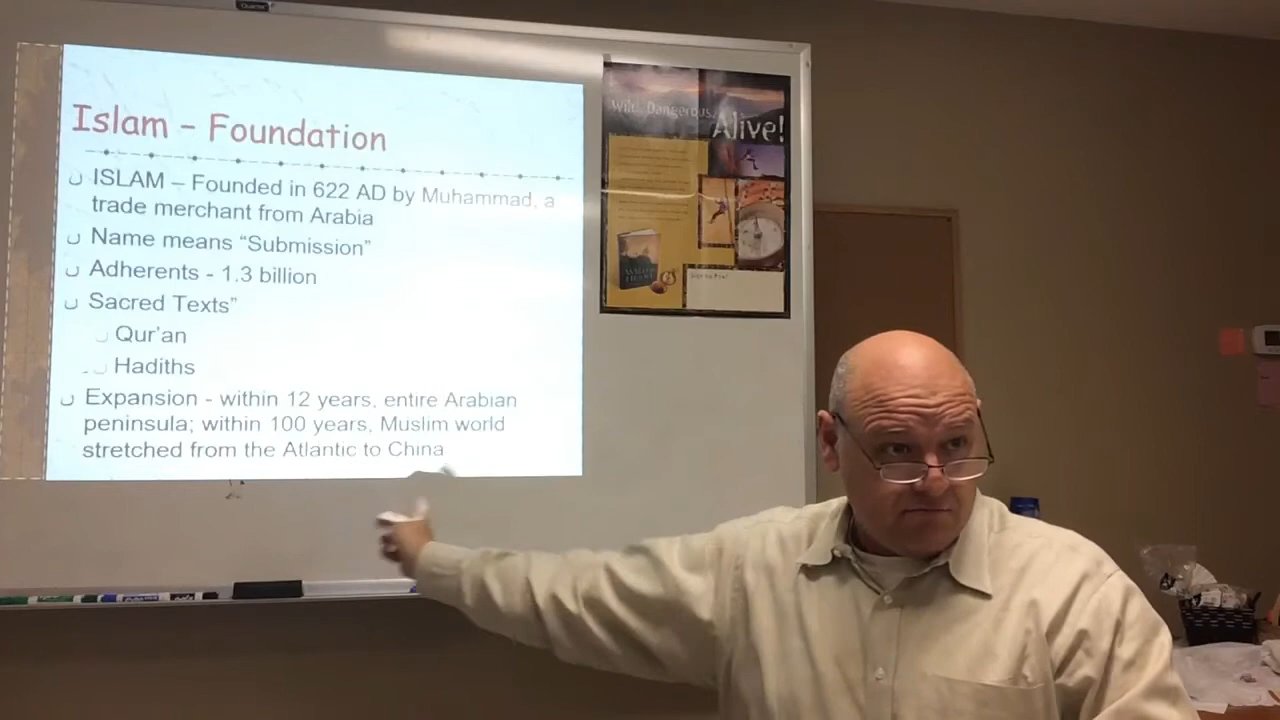 Quartet
Islam – Foundation
ISLAM – Founded in 622 AD by Muhammad, a
trade merchant from Arabia
Name means “Submission”
Adherents - 1.3 billion
Sacred Texts”
Qur’an
Hadiths
Expansion - within 12 years, entire Arabian
peninsula; within 100 years, Muslim world
stretched from the Atlantic to China
Wild. Dangerous.
Alive!